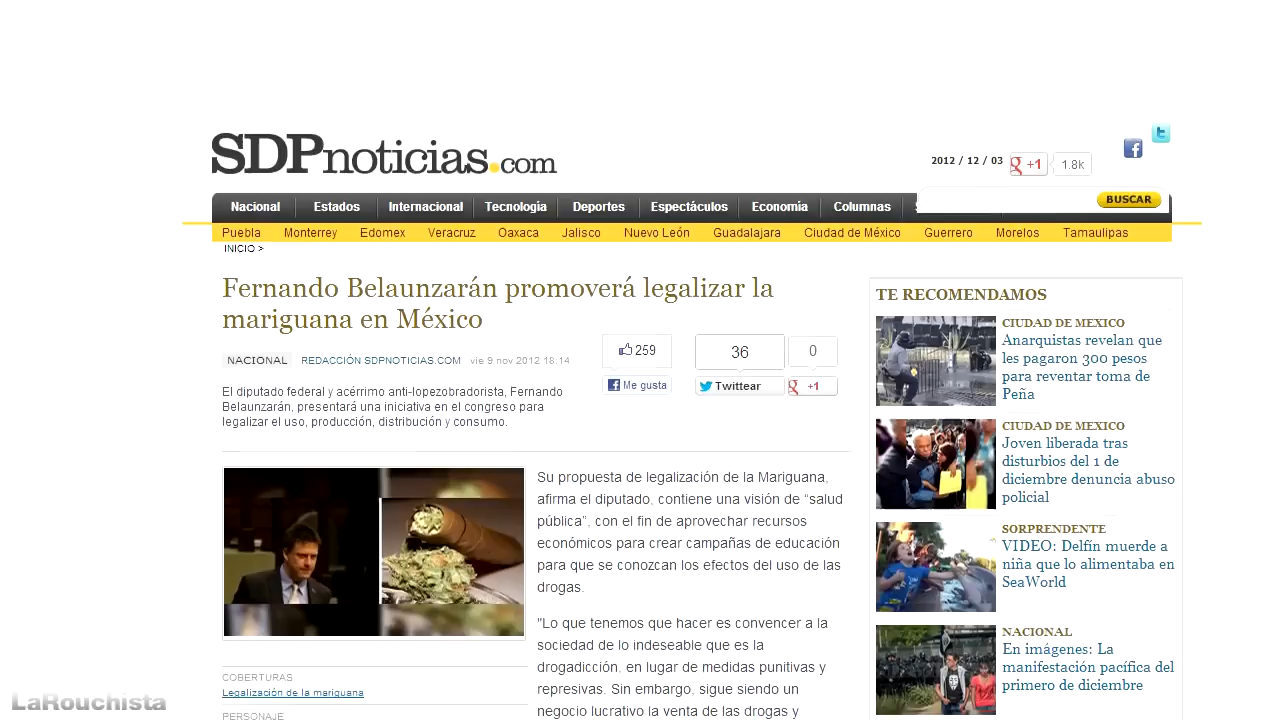 SDPnoticias.com
2012 / 12 / 03
+1
1.8k
Nacional Estados Internacional Tecnología Deportes Espectáculos Economía Columnas
BUSCAR
Puebla Monterrey Edomex Veracruz Oaxaca Jalisco Nuevo León Guadalajara Ciudad de México Guerrero Morelos Tamaulipas
INICIO >
Fernando Belaunzarán promoverá legalizar la
mariguana en México
NACIONAL REDACCIÓN SDPNOTICIAS.COM vie 9 nov 2012 18:14
259
Me gusta
36
Twittear
0
+1
El diputado federal y acérrimo anti-lopezobradorista, Fernando
Belaunzarán, presentará una iniciativa en el congreso para
legalizar el uso, producción, distribución y consumo.
Su propuesta de legalización de la Mariguana,
afirma el diputado, contiene una visión de “salud
pública”, con el fin de aprovechar recursos
económicos para crear campañas de educación
para que se conozcan los efectos del uso de las
drogas.
"Lo que tenemos que hacer es convencer a la
sociedad de lo indeseable que es la
drogadicción, en lugar de medidas punitivas y
represivas. Sin embargo, sigue siendo un
negocio lucrativo la venta de las drogas y
COBERTURAS
Legalización de la mariguana
PERSONAJE
TE RECOMENDAMOS
CIUDAD DE MEXICO
Anarquistas revelan que
les pagaron 300 pesos
para reventar toma de
Peña
CIUDAD DE MEXICO
Joven liberada tras
disturbios del 1 de
diciembre denuncia abuso
policial
SORPRENDENTE
VIDEO: Delfín muerde a
niña que lo alimentaba en
SeaWorld
NACIONAL
En imágenes: La
manifestación pacífica del
primero de diciembre
LaRouchista